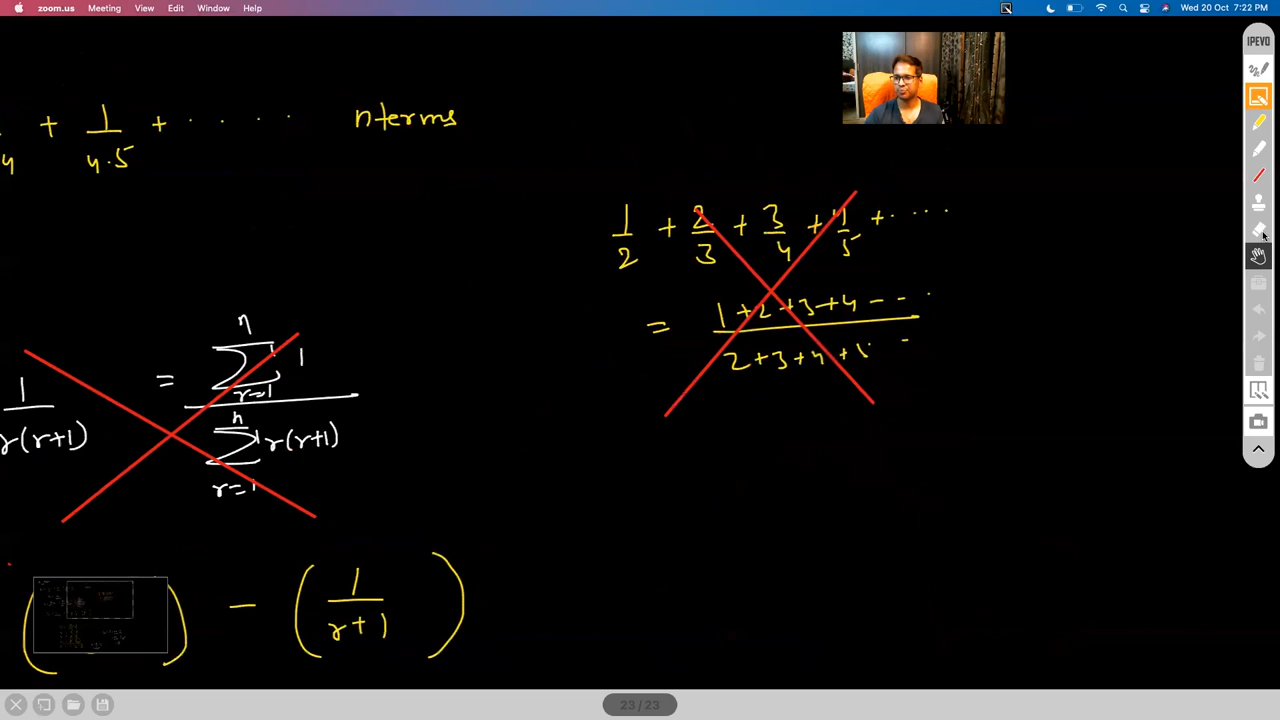 zoom.us Meeting View Edit Window Help Wed 20 Oct 7:22 PM
IPEVO
4 + 1/4·5 + ····· n terms
1/2 + 2/3 + 3/4 + 4/5 + ·····
= 1+2+3+4 - - ·/2+3+4+5 -
1/r(r+1) = n∑r=1 1/n∑r=1 r(r+1)
- (1/r+1)
23 / 23